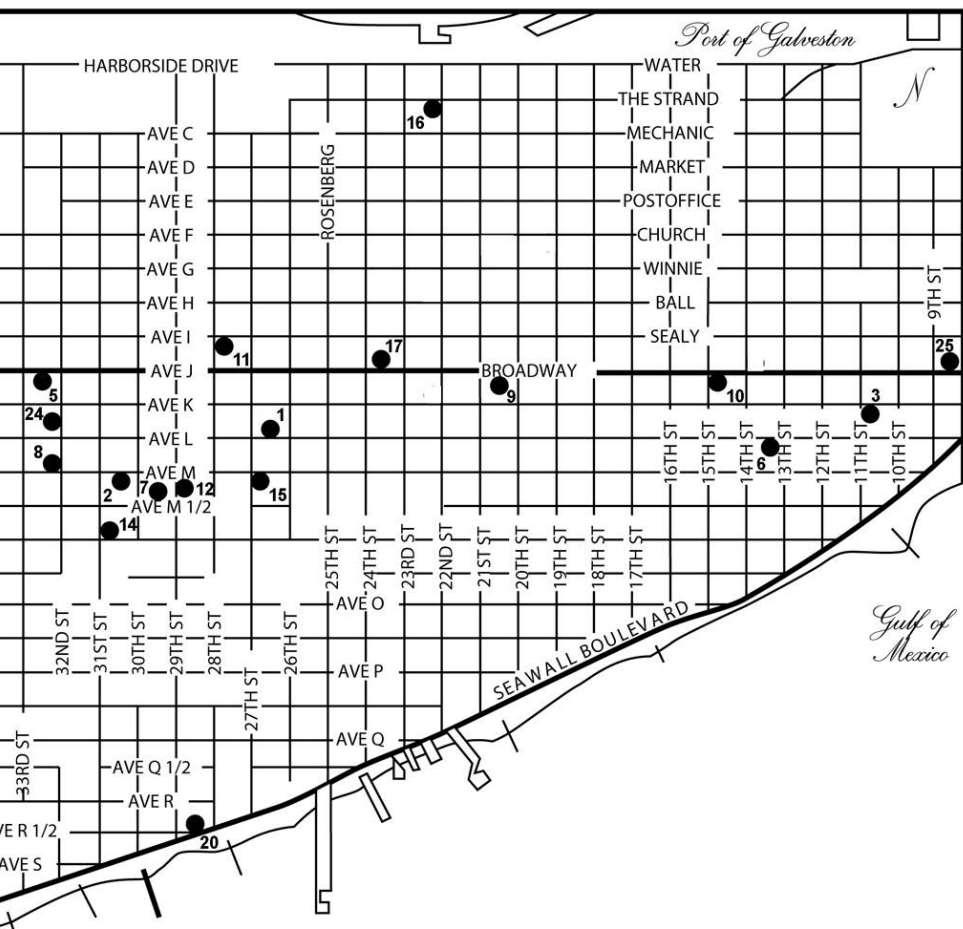 Port of Galveston
HARBORSIDE DRIVE
WATER
N
THE STRAND
16
AVE C
MECHANIC
ROSENBERG
AVE D
MARKET
AVE E
POSTOFFICE
AVE F
CHURCH
AVE G
WINNIE
9TH ST
AVE H
BALL
AVE I
SEALY
11
17
25
AVE J
BROADWAY
5
9
10
3
AVE K
24
1
AVE L
8
6
16TH ST
15TH ST
14TH ST
13TH ST
12TH ST
11TH ST
10TH ST
AVE M
2
7
12
15
AVE M 1/2
14
25TH ST
24TH ST
23RD ST
22ND ST
21ST ST
20TH ST
19TH ST
18TH ST
17TH ST
AVE O
32ND ST
31ST ST
30TH ST
29TH ST
28TH ST
27TH ST
26TH ST
SEAWALL BOULEVARD
Gulf of
Mexico
AVE P
33RD ST
AVE Q
AVE Q 1/2
AVE R
VE R 1/2
20
AVE S